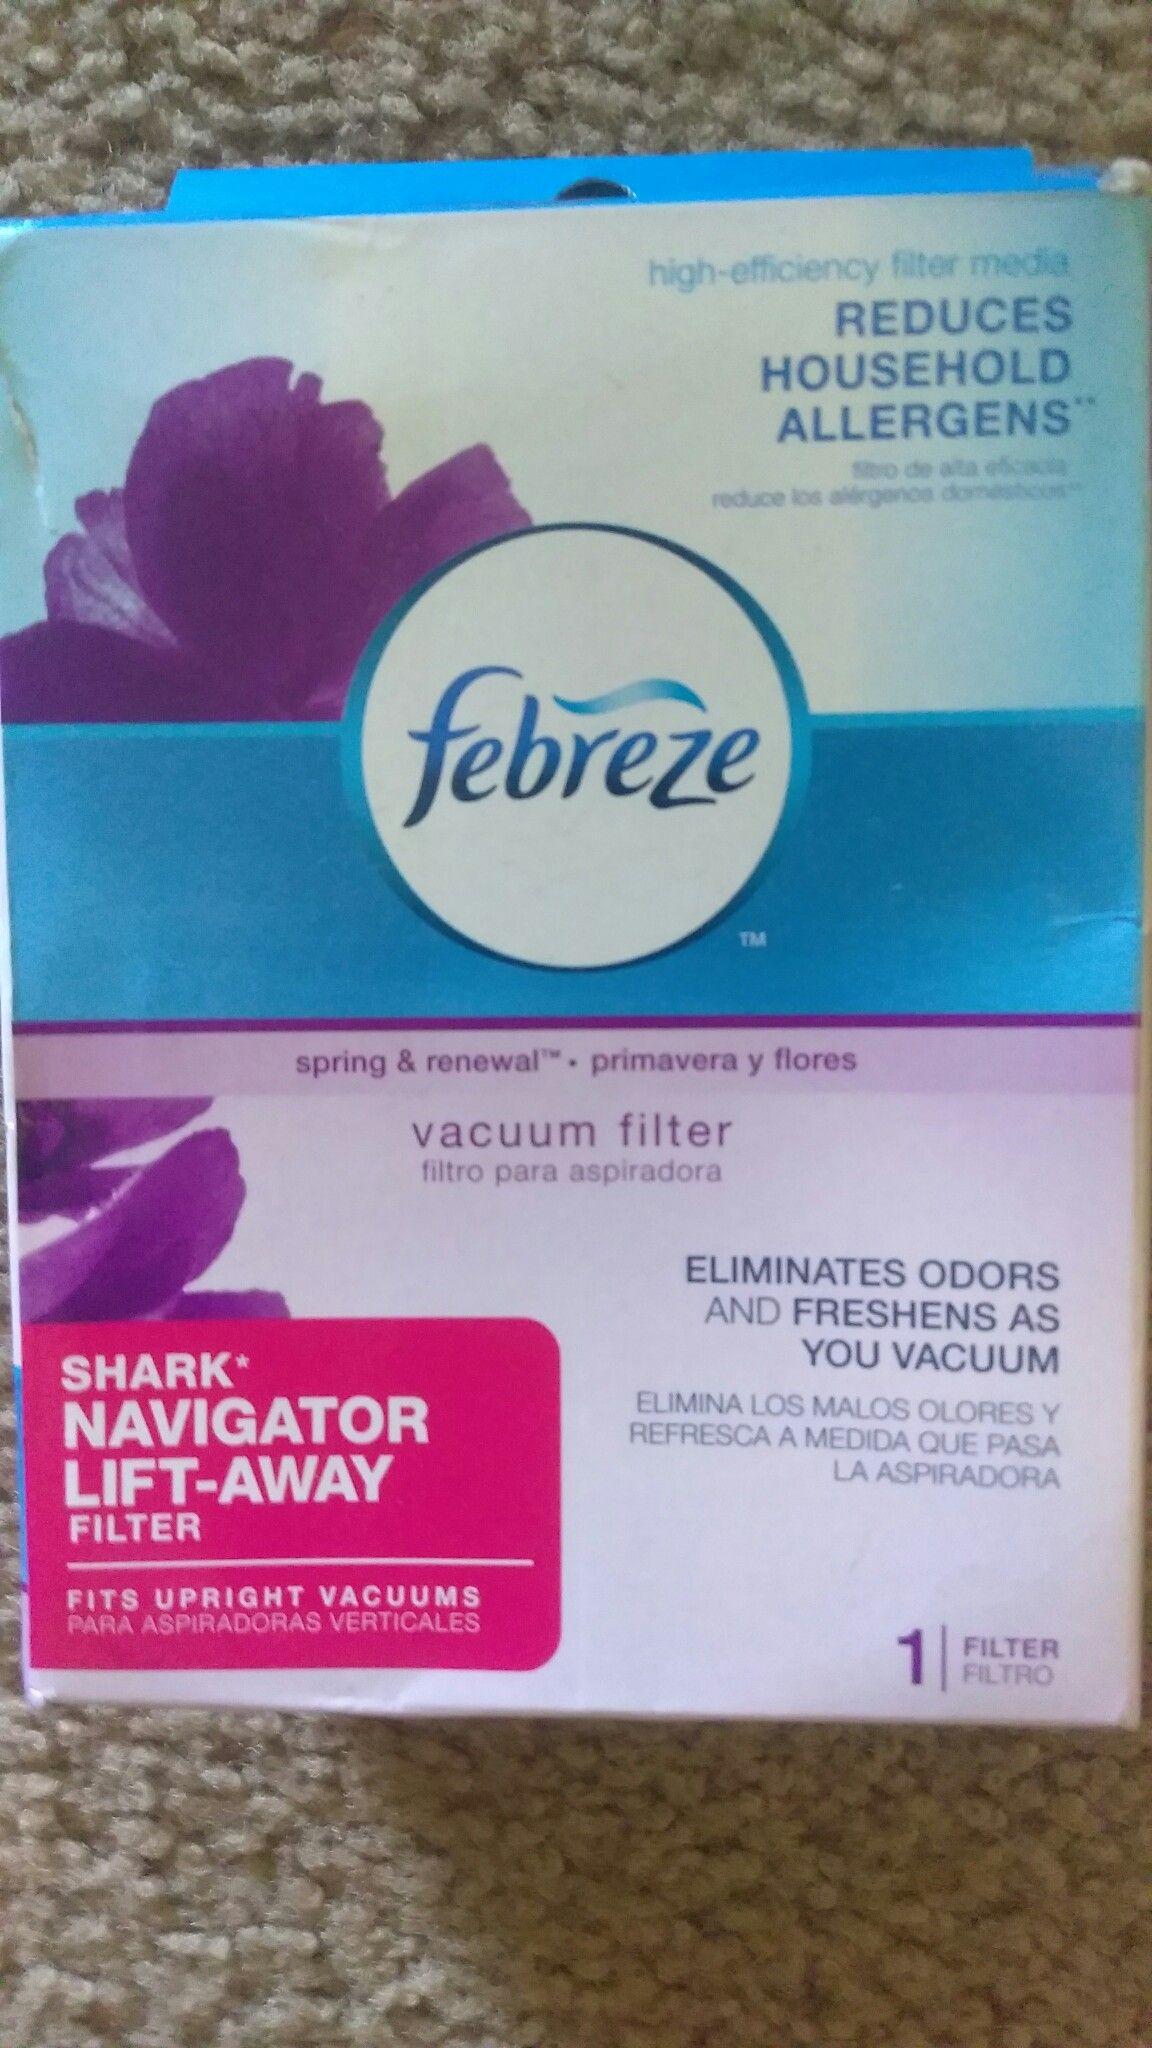 high-efficiency filter media
REDUCES
HOUSEHOLD
ALLERGENS**
filtro de alta eficacia
reduce los alérgenos domésticos**
febreze
TM
spring & renewal™ • primavera y flores
vacuum filter
filtro para aspiradora
ELIMINATES ODORS
AND FRESHENS AS
YOU VACUUM
ELIMINA LOS MALOS OLORES Y
REFRESCA A MEDIDA QUE PASA
LA ASPIRADORA
SHARK*
NAVIGATOR
LIFT-AWAY
FILTER
FITS UPRIGHT VACUUMS
PARA ASPIRADORAS VERTICALES
1 FILTER
FILTRO